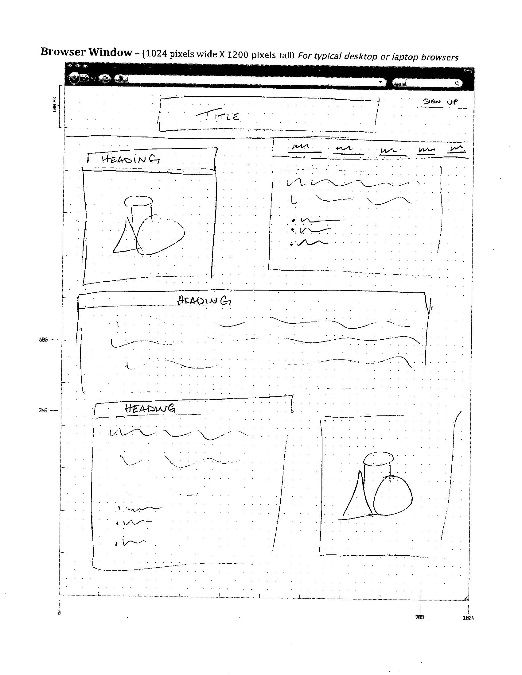 Browser Window – (1024 pixels wide X 1200 pixels tall) For typical desktop or laptop browsers
SIGN UP
TITLE
HEADING
HEADING
HEADING